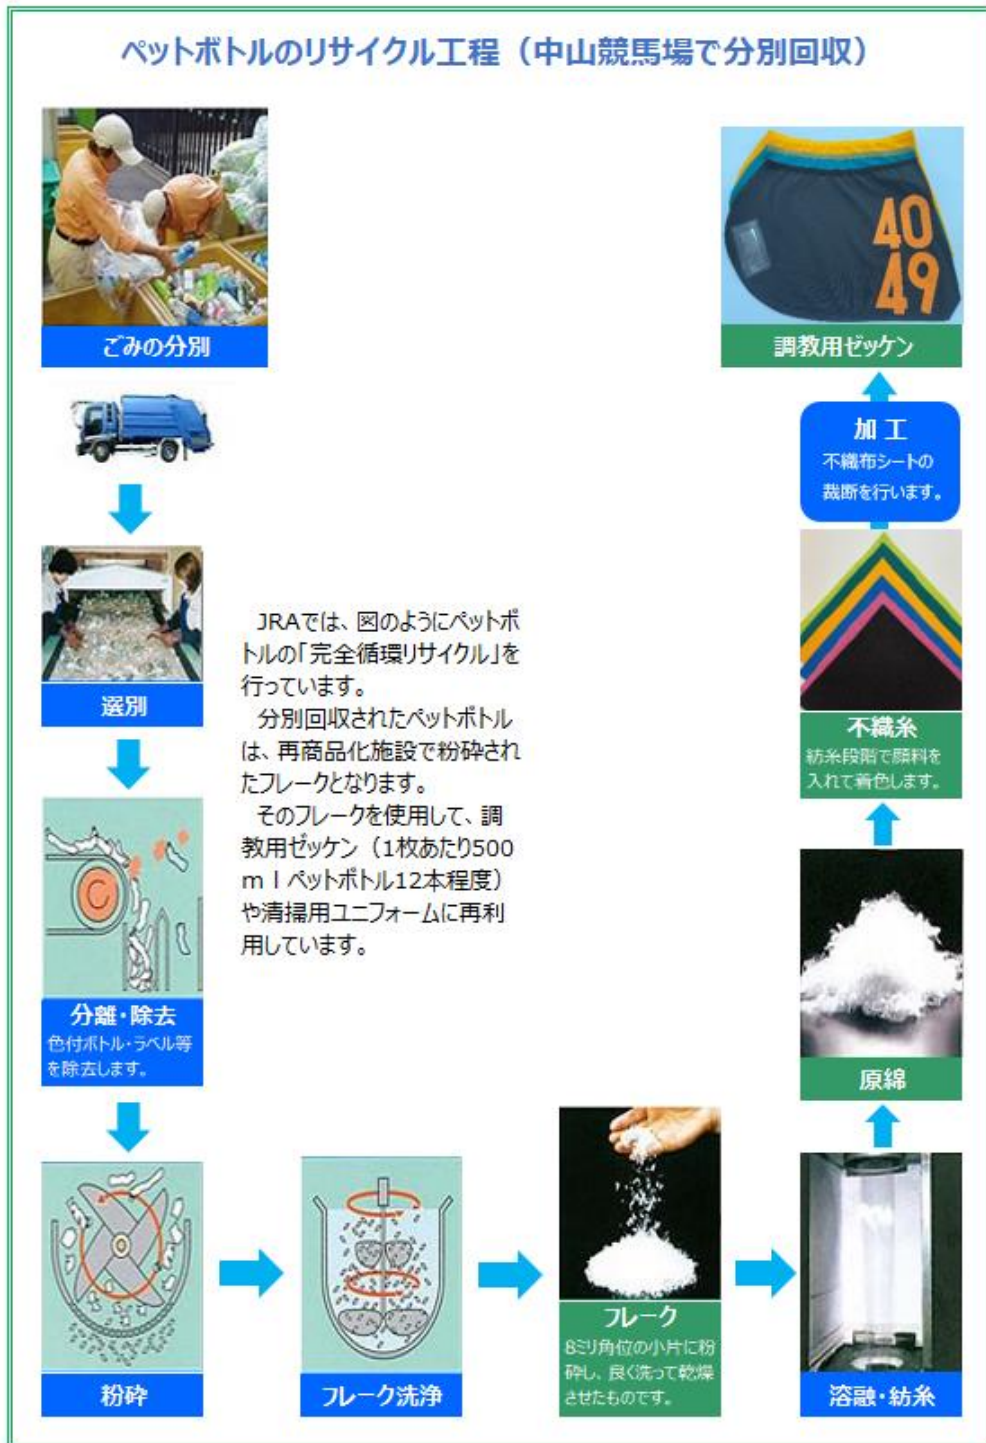 ペットボトルのリサイクル工程（中山競馬場で分別回収）
ごみの分別
選別
分離・除去
色付ボトル・ラベル等
を除去します。
粉砕
フレーク洗浄
フレーク
8ミリ角位の小片に粉
砕し、良く洗って乾燥
させたものです。
溶融・紡糸
原綿
不織糸
紡糸段階で顔料を
入れて着色します。
加工
不織布シートの
裁断を行います。
40
49
調教用ゼッケン
JRAでは、図のようにペットボ
トルの「完全循環リサイクル」を
行っています。
分別回収されたペットボトル
は、再商品化施設で粉砕され
たフレークとなります。
そのフレークを使用して、調
教用ゼッケン（1枚あたり500
ｍｌペットボトル12本程度）
や清掃用ユニフォームに再利
用しています。